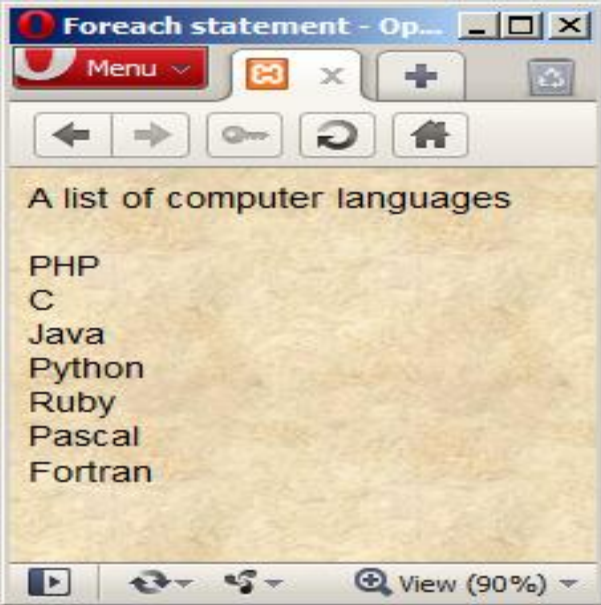 Foreach statement - Op...
Menu
A list of computer languages
PHP
C
Java
Python
Ruby
Pascal
Fortran
View (90%)